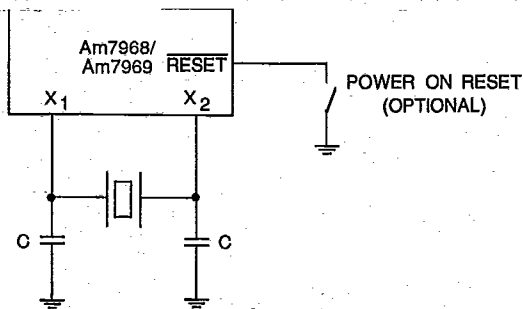 Am7968/
Am7969 RESET
X1 X2
POWER ON RESET
(OPTIONAL)
C C